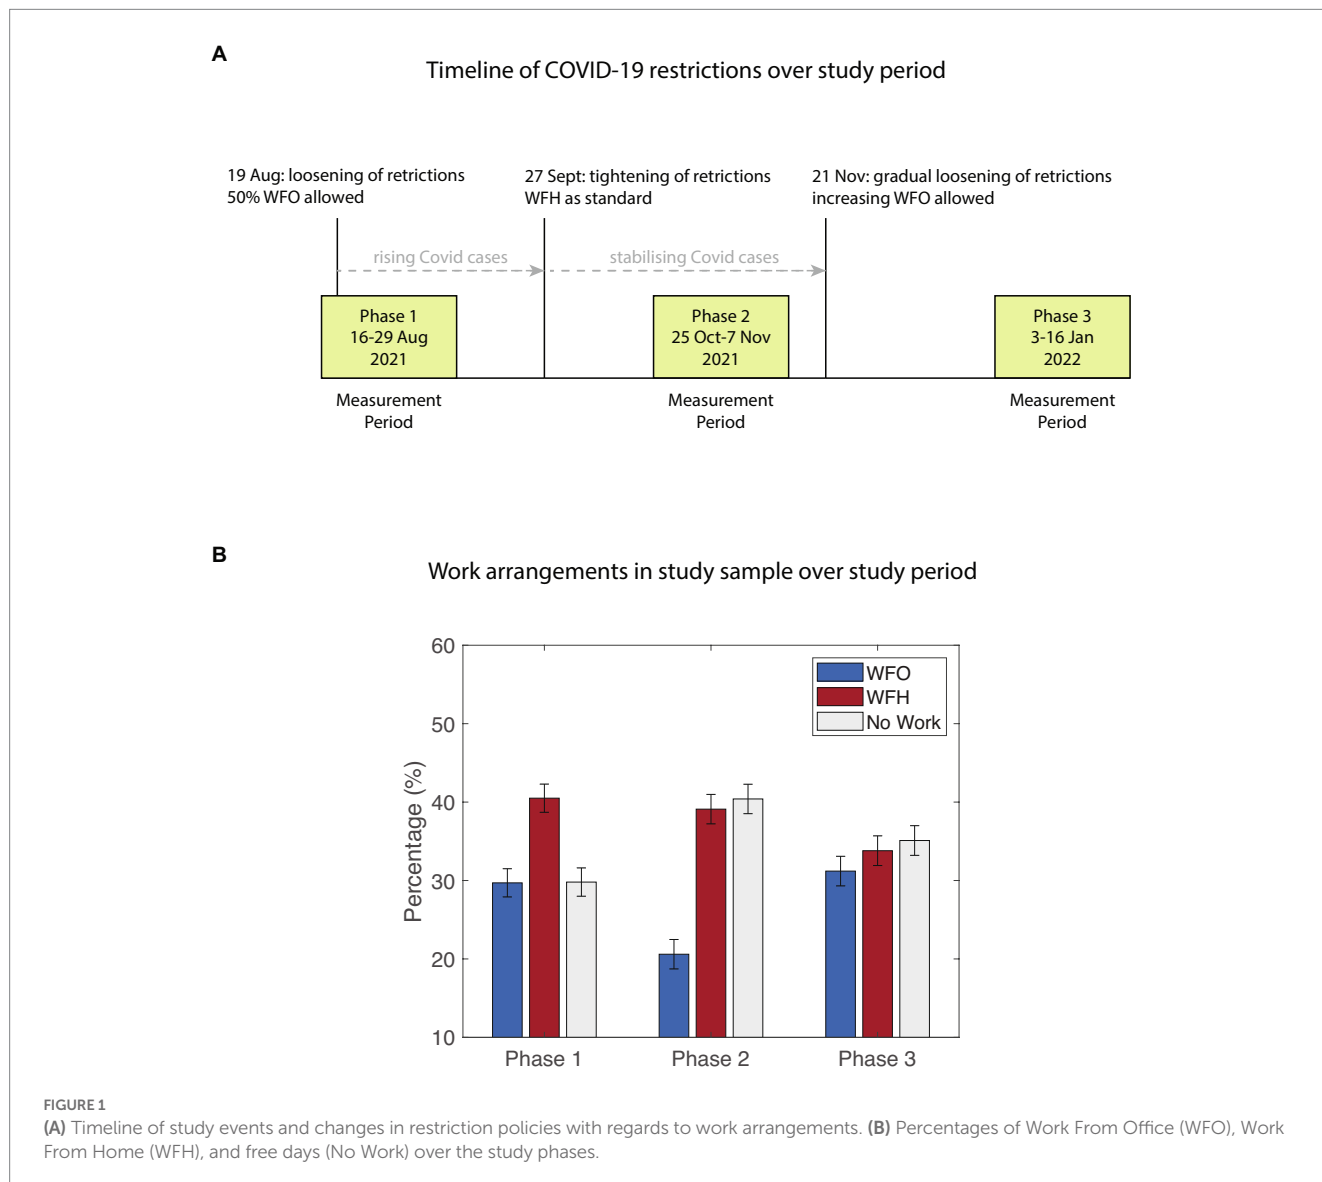 A
Timeline of COVID-19 restrictions over study period
19 Aug: loosening of retrictions
50% WFO allowed
27 Sept: tightening of retrictions
WFH as standard
21 Nov: gradual loosening of retrictions
increasing WFO allowed
rising Covid cases
stabilising Covid cases
Phase 1
16-29 Aug
2021
Phase 2
25 Oct-7 Nov
2021
Phase 3
3-16 Jan
2022
Measurement
Period
Measurement
Period
Measurement
Period
B
Work arrangements in study sample over study period
Percentage (%)
60
50
40
30
20
10
WFO
WFH
No Work
Phase 1
Phase 2
Phase 3
FIGURE 1
(A) Timeline of study events and changes in restriction policies with regards to work arrangements. (B) Percentages of Work From Office (WFO), Work
From Home (WFH), and free days (No Work) over the study phases.